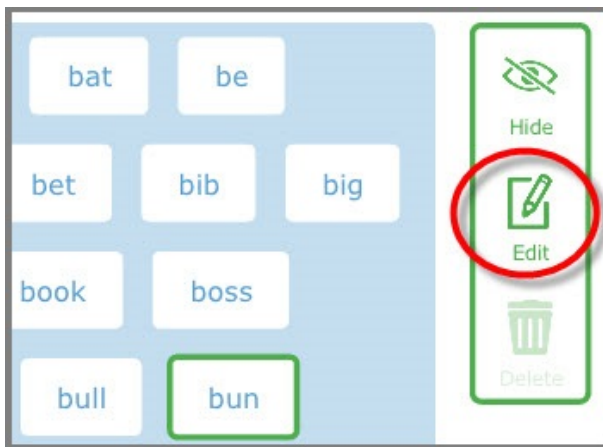 bat be
Hide
bet bib big
Edit
book boss
Delete
bull bun